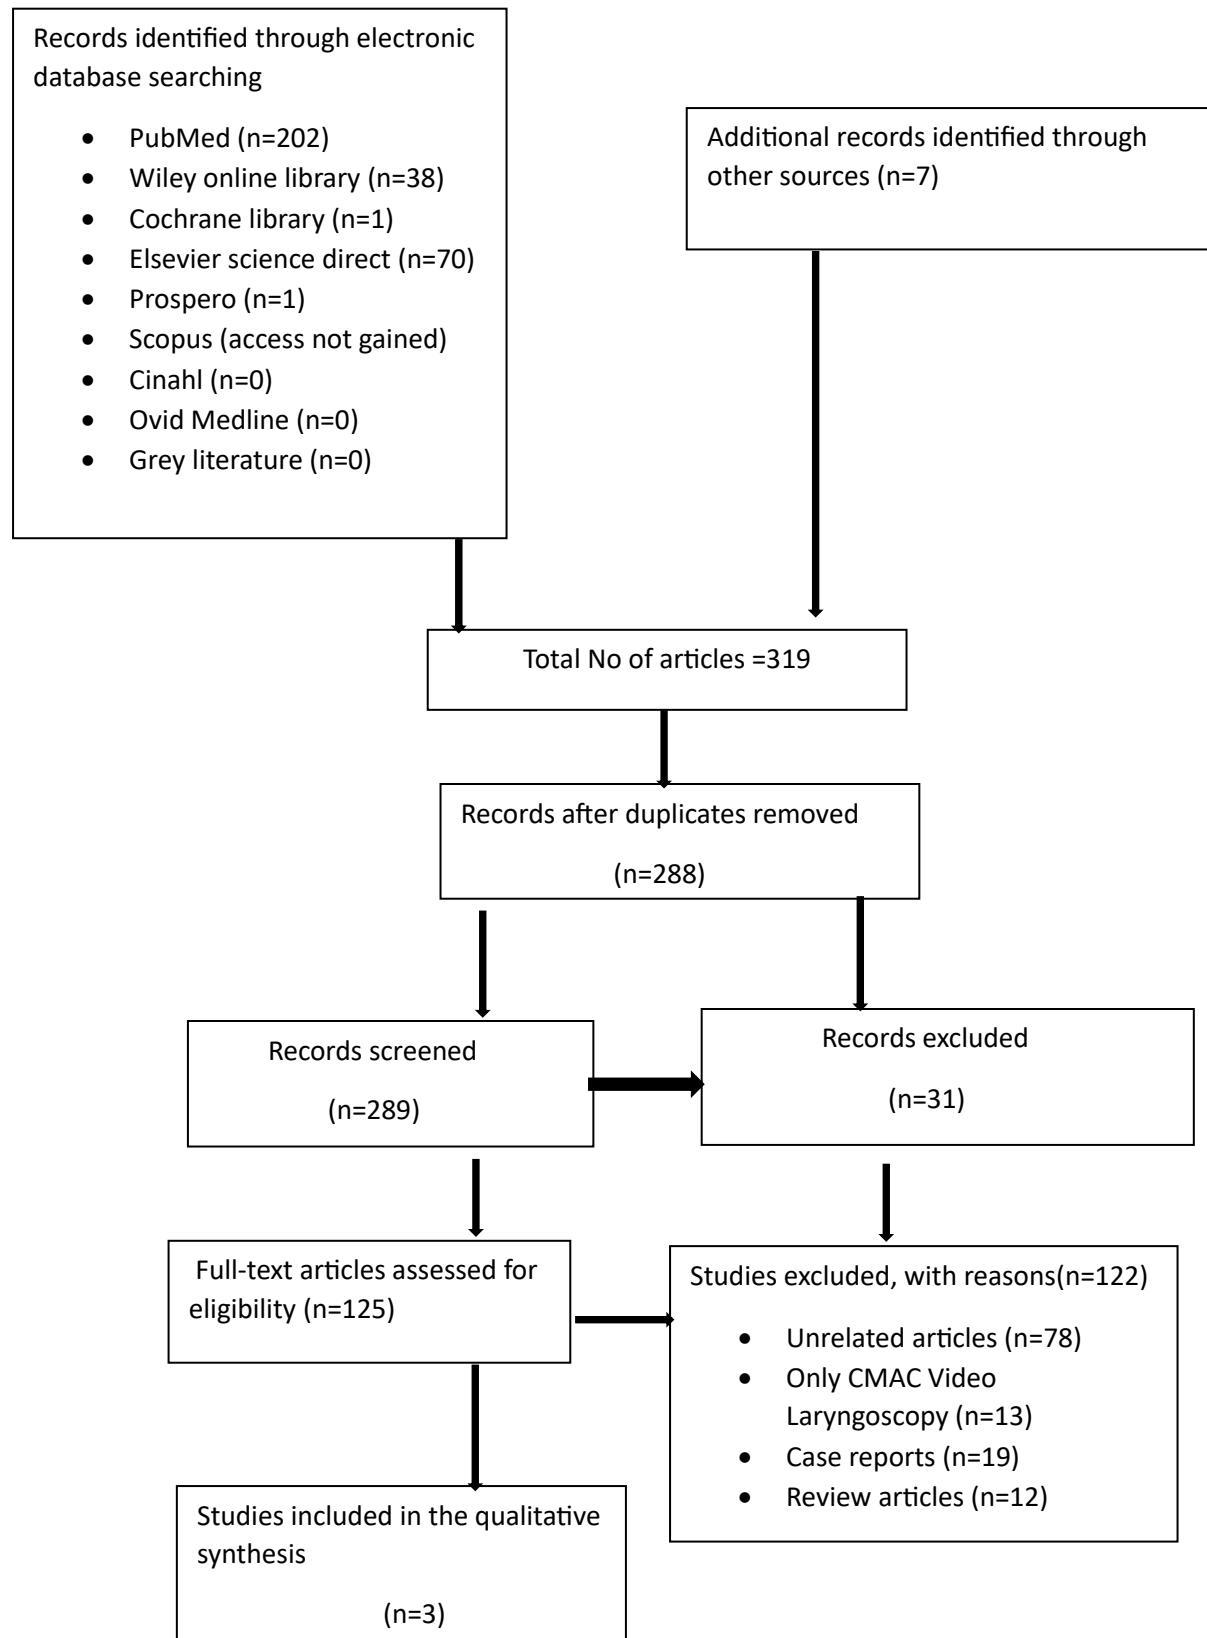 Records identified through electronic
database searching
• PubMed (n=202)
• Wiley online library (n=38)
• Cochrane library (n=1)
• Elsevier science direct (n=70)
• Prospero (n=1)
• Scopus (access not gained)
• Cinahl (n=0)
• Ovid Medline (n=0)
• Grey literature (n=0)
Additional records identified through
other sources (n=7)
Total No of articles =319
Records after duplicates removed
(n=288)
Records screened
(n=289)
Records excluded
(n=31)
Full-text articles assessed for
eligibility (n=125)
Studies excluded, with reasons(n=122)
• Unrelated articles (n=78)
• Only CMAC Video
Laryngoscopy (n=13)
• Case reports (n=19)
• Review articles (n=12)
Studies included in the qualitative
synthesis
(n=3)